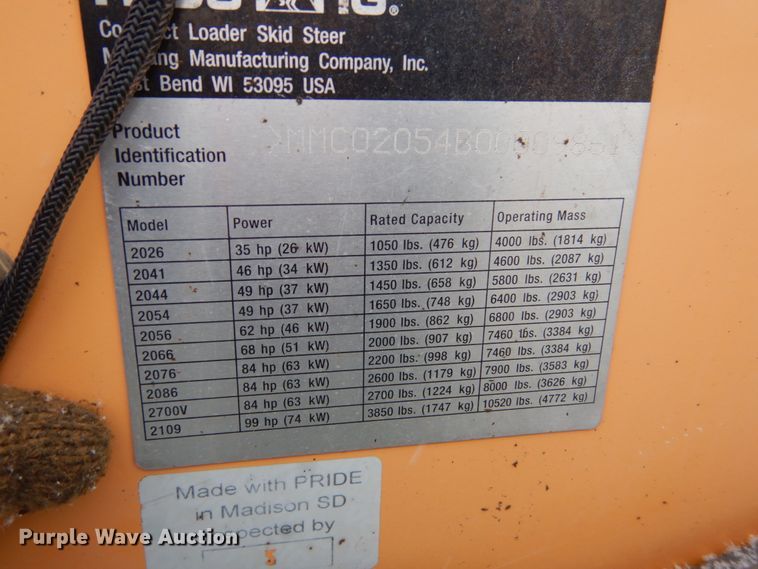 Loader Skid Steer
Manufacturing Company, Inc.
Bend WI 53095 USA
Product
Identification
Number
Model Power Rated Capacity Operating Mass
2026 35 hp (26 kW) 1050 lbs. (476 kg) 4000 lbs. (1814 kg)
2041 46 hp (34 kW) 1350 lbs. (612 kg) 4600 lbs. (2087 kg)
2044 49 hp (37 kW) 1450 lbs. (658 kg) 5800 lbs. (2631 kg)
2054 49 hp (37 kW) 1650 lbs. (748 kg) 6400 lbs. (2903 kg)
2056 62 hp (46 kW) 1900 lbs. (862 kg) 6800 lbs. (2903 kg)
2066 68 hp (51 kW) 2000 lbs. (907 kg) 7460 lbs. (3384 kg)
2076 84 hp (63 kW) 2200 lbs. (998 kg) 7460 lbs. (3384 kg)
2086 84 hp (63 kW) 2600 lbs. (1179 kg) 7900 lbs. (3583 kg)
2700V 84 hp (63 kW) 2700 lbs. (1224 kg) 8000 lbs. (3626 kg)
2109 99 hp (74 kW) 3850 lbs. (1747 kg) 10520 lbs. (4772 kg)
Made with PRIDE
in Madison SD
by
5
Purple Wave Auction